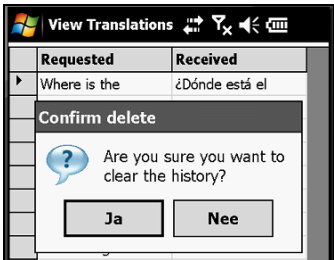 View Translations
Requested Received
Where is the ¿Dónde está el
Confirm delete
Are you sure you want to
clear the history?
Ja Nee